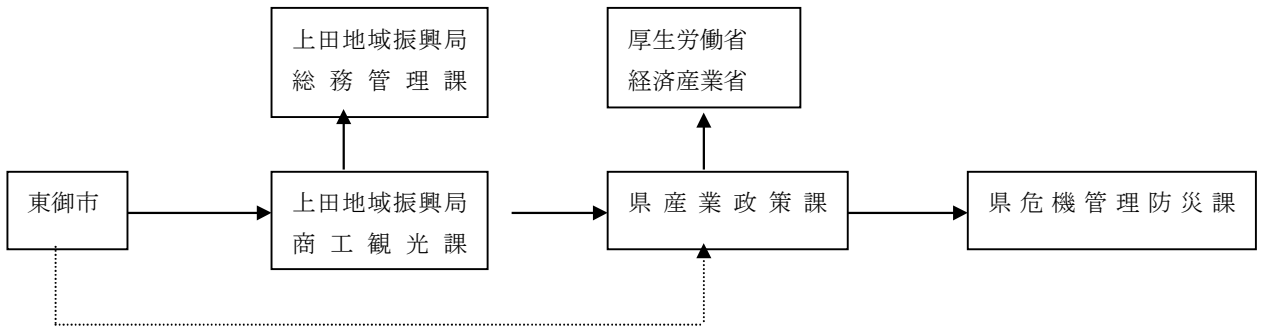 上田地域振興局
総務管理課
厚生労働省
経済産業省
東御市
上田地域振興局
商工観光課
県産業政策課
県危機管理防災課